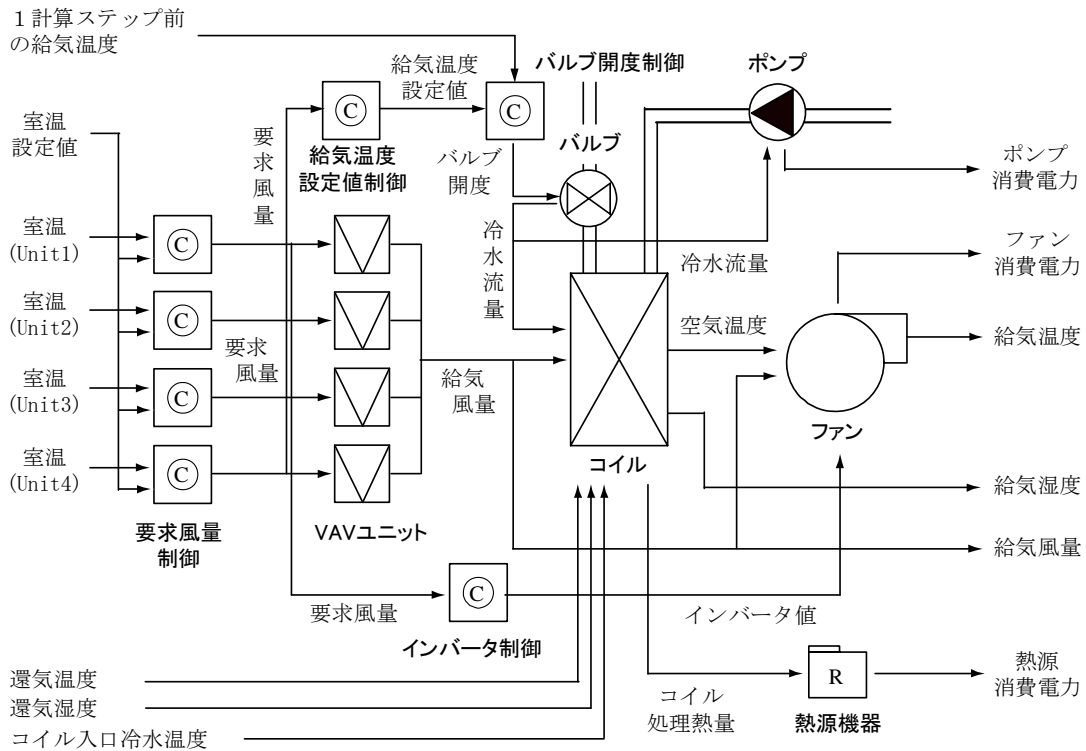 １計算ステップ前
の給気温度
給気温度
設定値
バルブ開度制御
ポンプ
C
C
室温
設定値
要求風量
給気温度
設定値制御
バルブ
開度
バルブ
ポンプ
消費電力
室温
(Unit1)
C
冷水流量
冷水流量
ファン
消費電力
室温
(Unit2)
C
要求
風量
空気温度
給気温度
室温
(Unit3)
C
給気
風量
ファン
室温
(Unit4)
C
コイル
給気湿度
要求風量
制御
VAVユニット
給気風量
要求風量
C
インバータ値
インバータ制御
還気温度
還気湿度
コイル入口冷水温度
コイル
処理熱量
R
熱源機器
熱源
消費電力